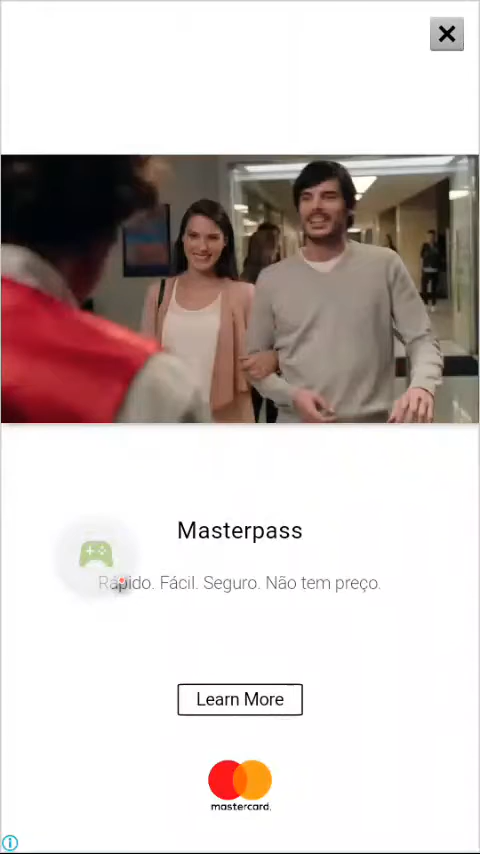 Masterpass
Rápido. Fácil. Seguro. Não tem preço.
Learn More
mastercard.